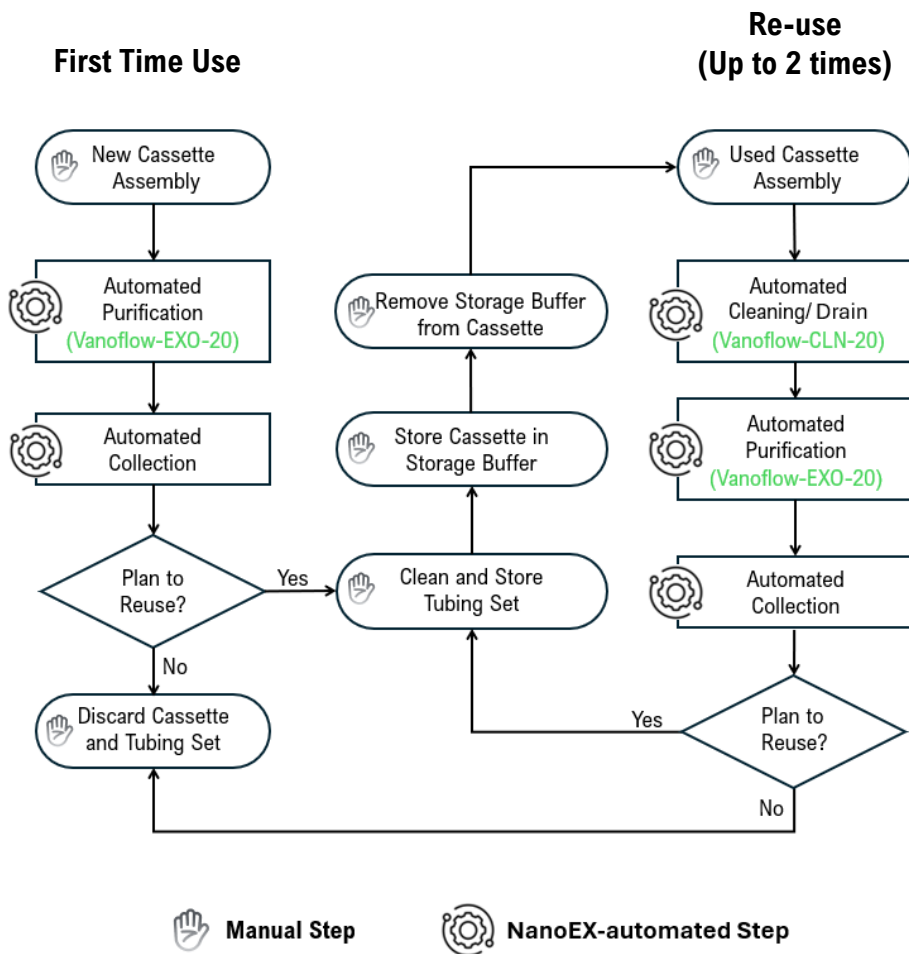 First Time Use
Re-use
(Up to 2 times)
New Cassette
Assembly
Automated
Purification
(Vanoflow-EXO-20)
Automated
Collection
Plan to
Reuse?
Yes
No
Discard Cassette
and Tubing Set
Remove Storage Buffer
from Cassette
Store Cassette in
Storage Buffer
Clean and Store
Tubing Set
Used Cassette
Assembly
Automated
Cleaning/ Drain
(Vanoflow-CLN-20)
Automated
Purification
(Vanoflow-EXO-20)
Automated
Collection
Plan to
Reuse?
Yes
No
Manual Step
NanoEX-automated Step